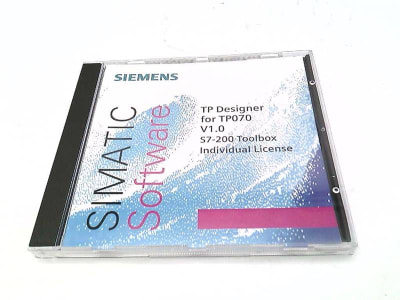 SIEMENS
TP Designer
for TP070
V1.0
S7-200 Toolbox
Individual License
SIMATIC
Software